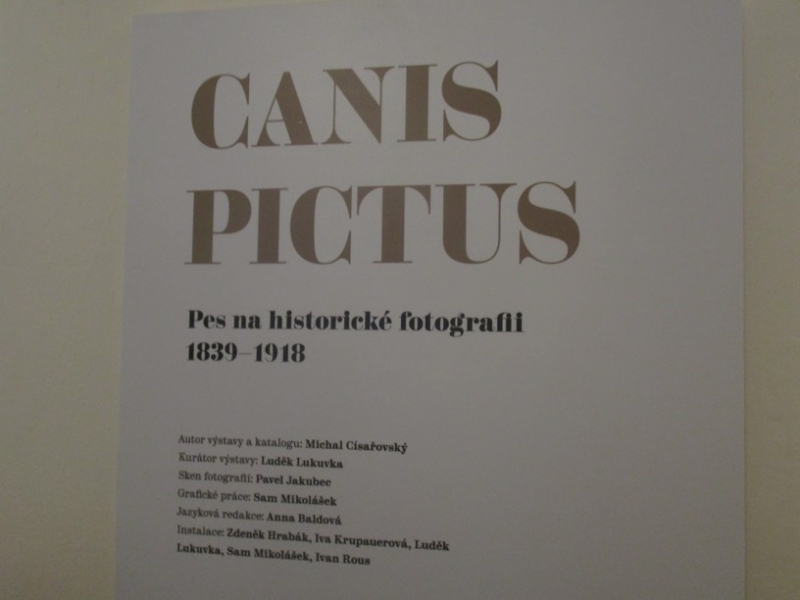 CANIS
PICTUS
Pes na historické fotografii
1839–1918
Autor výstavy a katalogu: Michal Císařovský
Kurátor výstavy: Luděk Lukuvka
Sken fotografií: Pavel Jakubec
Grafické práce: Sam Mikolášek
Jazyková redakce: Anna Baldová
Instalace: Zdeněk Hrabák, Iva Krupauerová, Luděk
Lukuvka, Sam Mikolášek, Ivan Rous